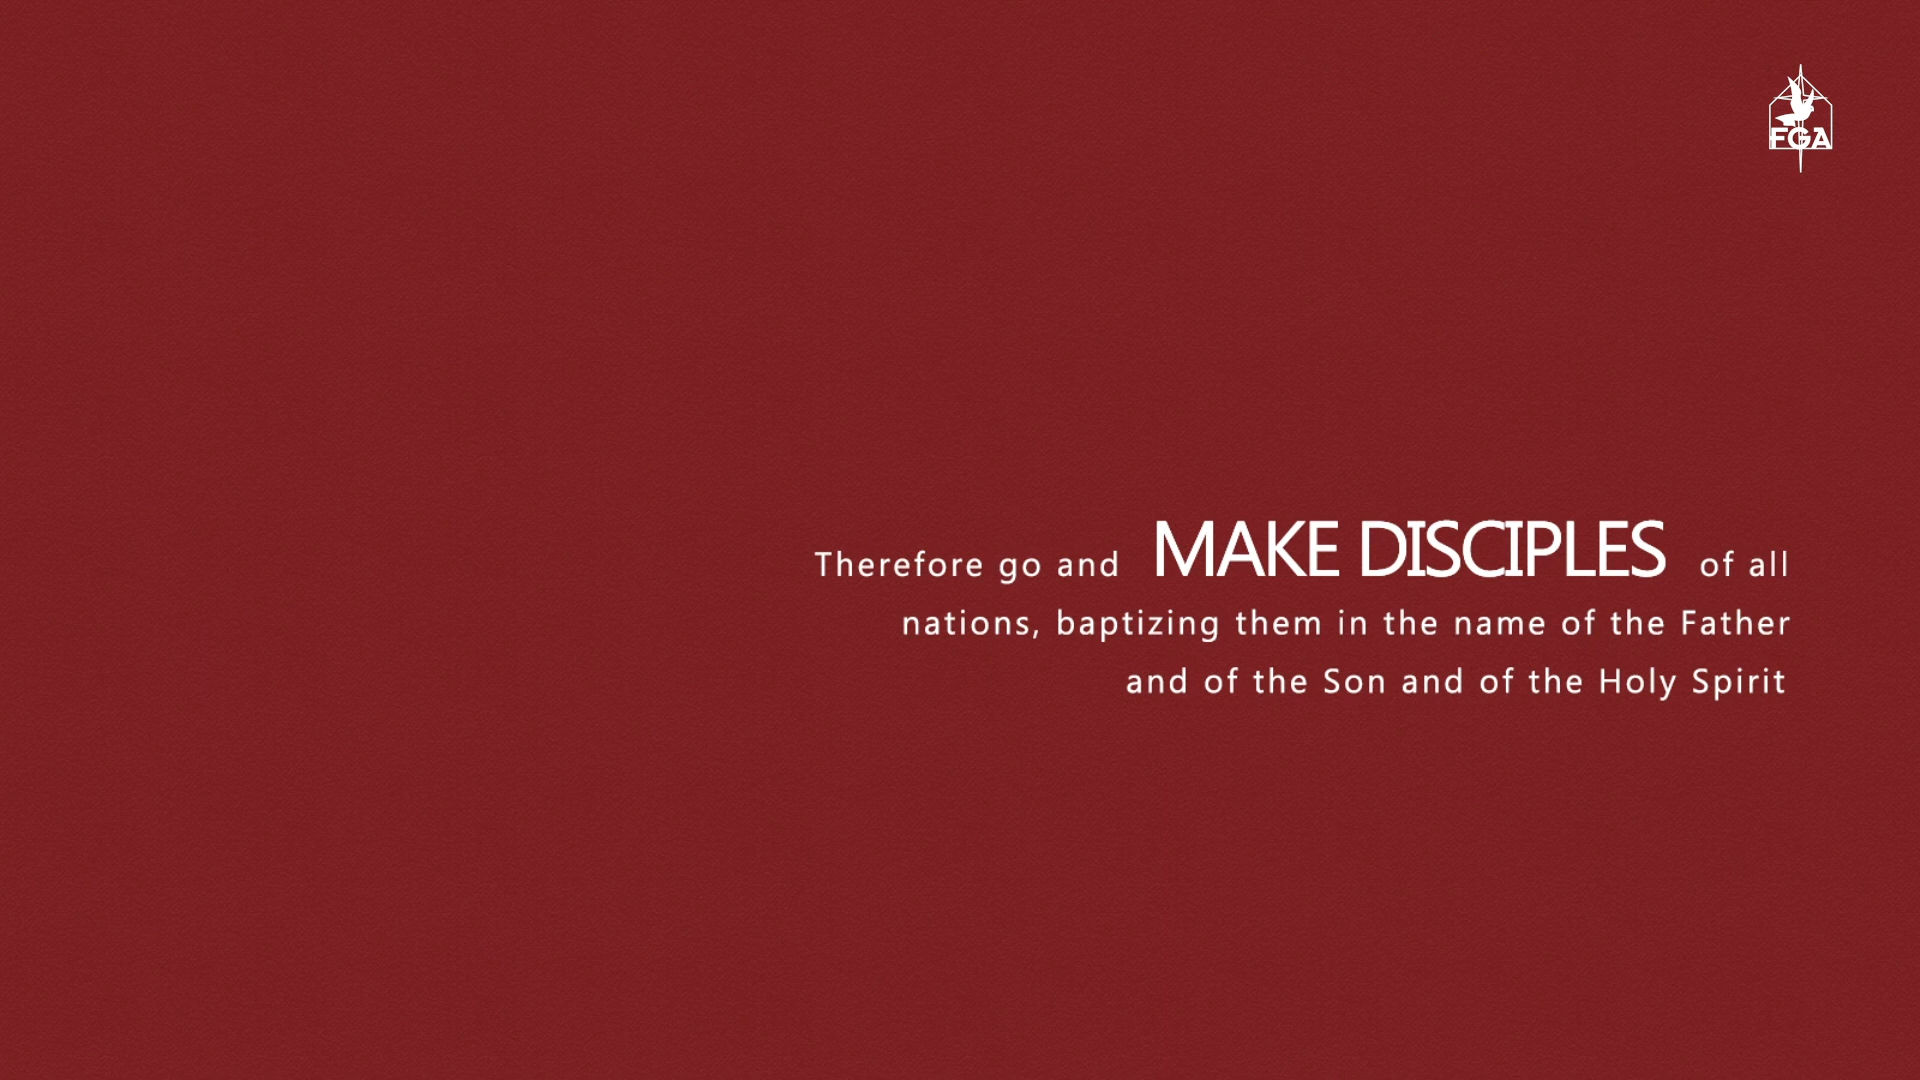 FGA
Therefore go and MAKE DISCIPLES of all
nations, baptizing them in the name of the Father
and of the Son and of the Holy Spirit